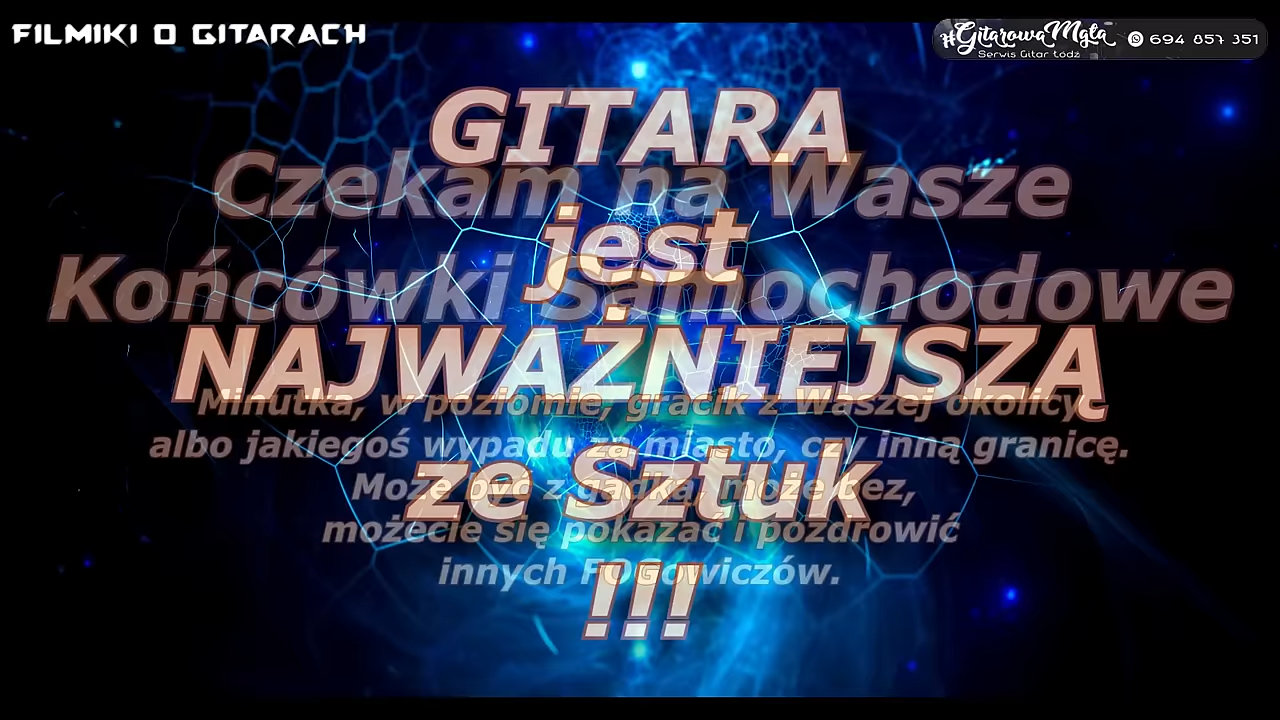 FILMIKI O GITARACH
#GitarowaMgła
Serwis Gitar Łódź
694 857 351
GITARA
Czekam na Wasze
jest
Końcówki Samochodowe
NAJWAŻNIEJSZĄ
Minutka, w poziomie, gracik z Waszej okolicy,
albo jakiegoś wypadu za miasto, czy inną granicę.
ze Sztuk
Może być z gadką, może bez,
możecie się pokazać i pozdrowić
innych FOGowiczów.
!!!